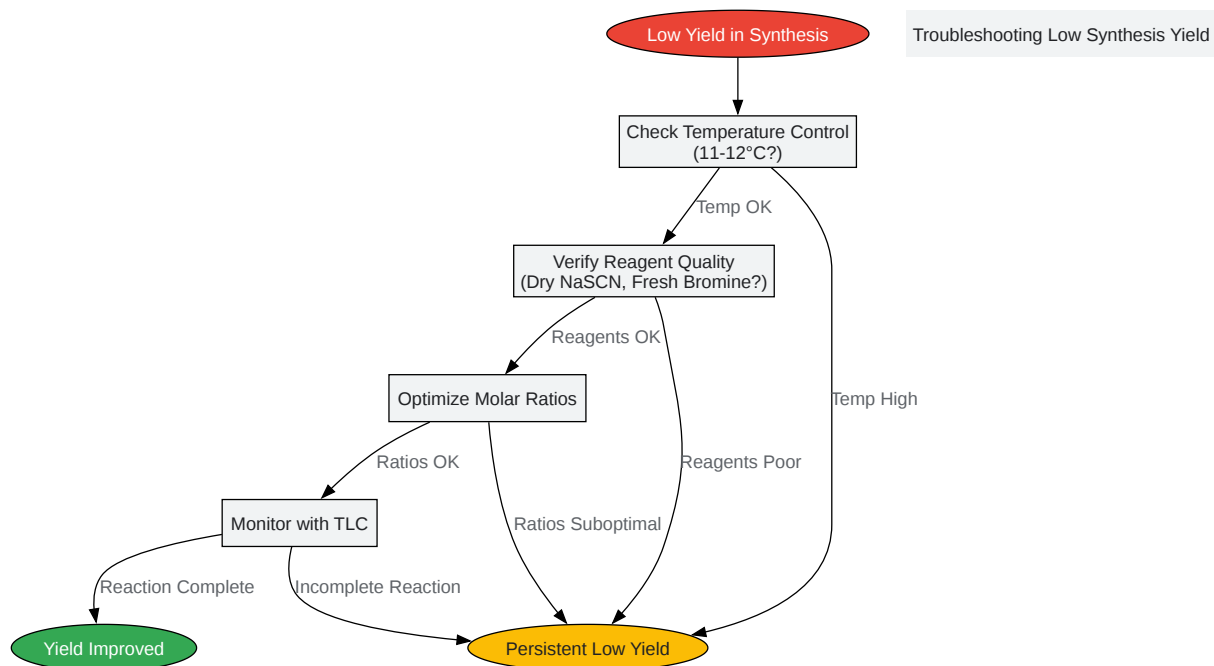 Low Yield in Synthesis
Troubleshooting Low Synthesis Yield
Check Temperature Control
(11-12°C?)
Temp OK
Verify Reagent Quality
(Dry NaSCN, Fresh Bromine?)
Reagents OK
Optimize Molar Ratios
Temp High
Ratios OK
Reagents Poor
Monitor with TLC
Ratios Suboptimal
Reaction Complete
Incomplete Reaction
Yield Improved
Persistent Low Yield